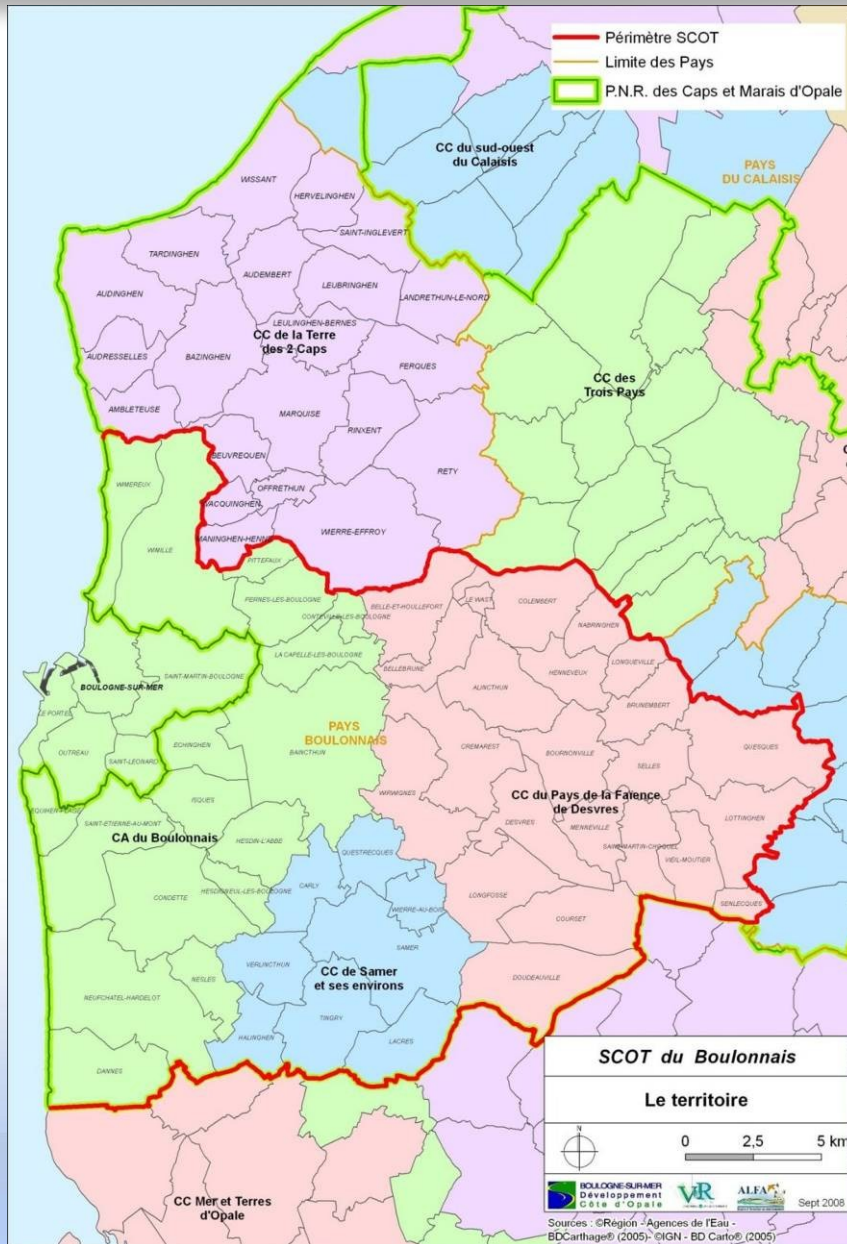 Périmètre SCOT
Limite des Pays
P.N.R. des Caps et Marais d'Opale
CC du sud-ouest
du Calaisis
PAYS
DU CALAISIS
WISSANT
HERVELINGHEN
SAINT-INGLEVERT
TARDINGHEN
AUDEMBERT
LEUBRINGHEN
AUDINGHEN
LANDRETHUN-LE-NORD
LEULINGHEN-BERNES
CC de la Terre
des 2 Caps
AUDRESSELLES
BAZINGHEN
FERQUES
CC des
Trois Pays
AMBLETEUSE
MARQUISE
RINXENT
BEUVREQUEN
RETY
WIMEREUX
OFFRETHUN
WACQUINGHEN
WIERRE-EFFROY
MANINGHEN-HENNE
WIMILLE
PITTEFAUX
PERNES-LES-BOULOGNE
CONTEVILLE-LES-BOULOGNE
BELLE-ET-HOULLEFORT
LE WAST
COLEMBERT
NABRINGHEN
LA CAPELLE-LES-BOULOGNE
BELLEBRUNE
LONGUEVILLE
HENNEVEUX
SAINT-MARTIN-BOULOGNE
BOULOGNE-SUR-MER
ALINCTHUN
BRUNEMBERT
LE PORTEL
PAYS
BOULONNAIS
ECHINGHEN
BAINCTHUN
CREMAREST
BOURNONVILLE
QUESQUES
OUTREAU
SAINT-LEONARD
SELLES
ISQUES
WIRWIGNES
CC du Pays de la Faïence
de Desvres
LOTTINGHEN
EQUIHEN-PLAGE
SAINT-ETIENNE-AU-MONT
DESVRES
MENNEVILLE
CA du Boulonnais
HESDIN-L'ABBE
QUESTRECQUES
SAINT-MARTIN-CHOQUEL
VIEIL-MOUTIER
HESDIGNEUL-LES-BOULOGNE
CARLY
CONDETTE
WIERRE-AU-BOIS
LONGFOSSE
SENLECQUES
COURSET
SAMER
VERLINCTHUN
CC de Samer
et ses environs
NESLES
DOUDEAUVILLE
NEUFCHATEL-HARDELOT
TINGRY
HALINGHEN
LACRES
DANNES
CC Mer et Terres
d'Opale
SCOT du Boulonnais
Le territoire
N
0 2,5 5 km
BOULOGNE-SUR-MER
Développement
Côte d'Opale
ALFA
Sept 2008
Sources : ©Région - Agences de l'Eau -
BDCarthage® (2005)- ©IGN - BD Carto® (2005)